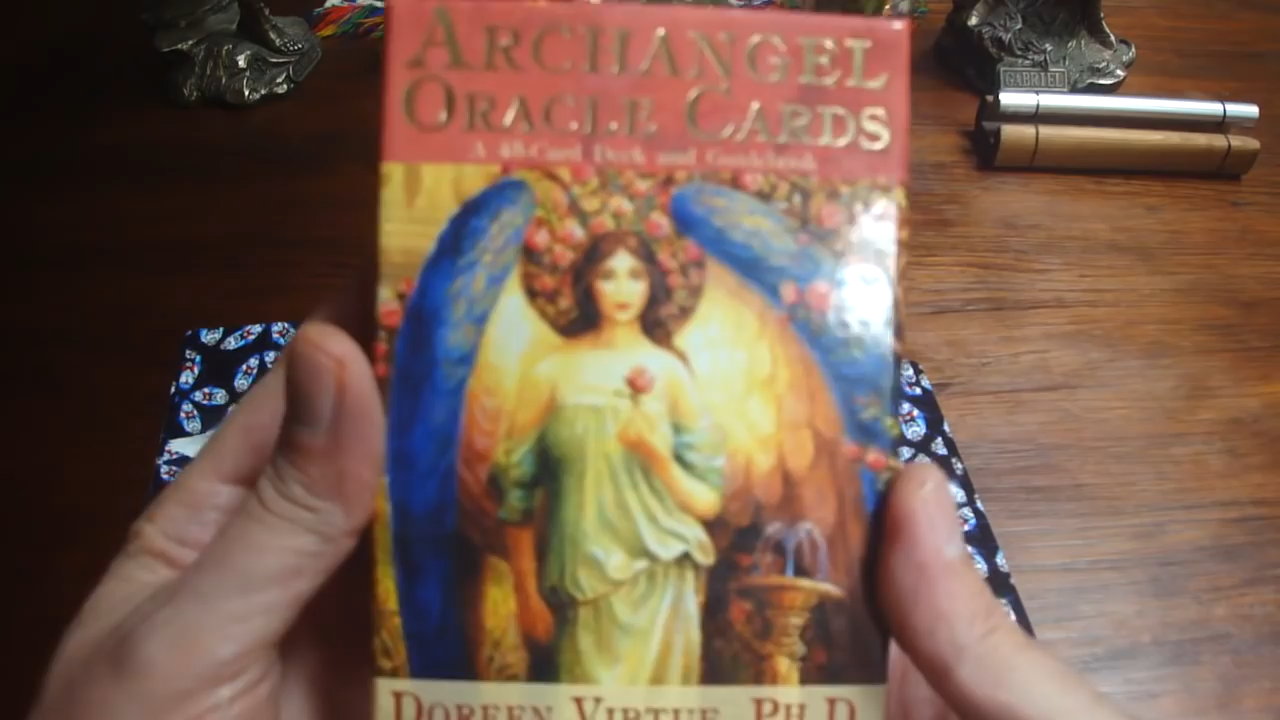 ARCHANGEL
ORACLE CARDS
A 45-Card Deck and Guidebook
GABRIEL
DOREEN VIRTUE, PH.D.